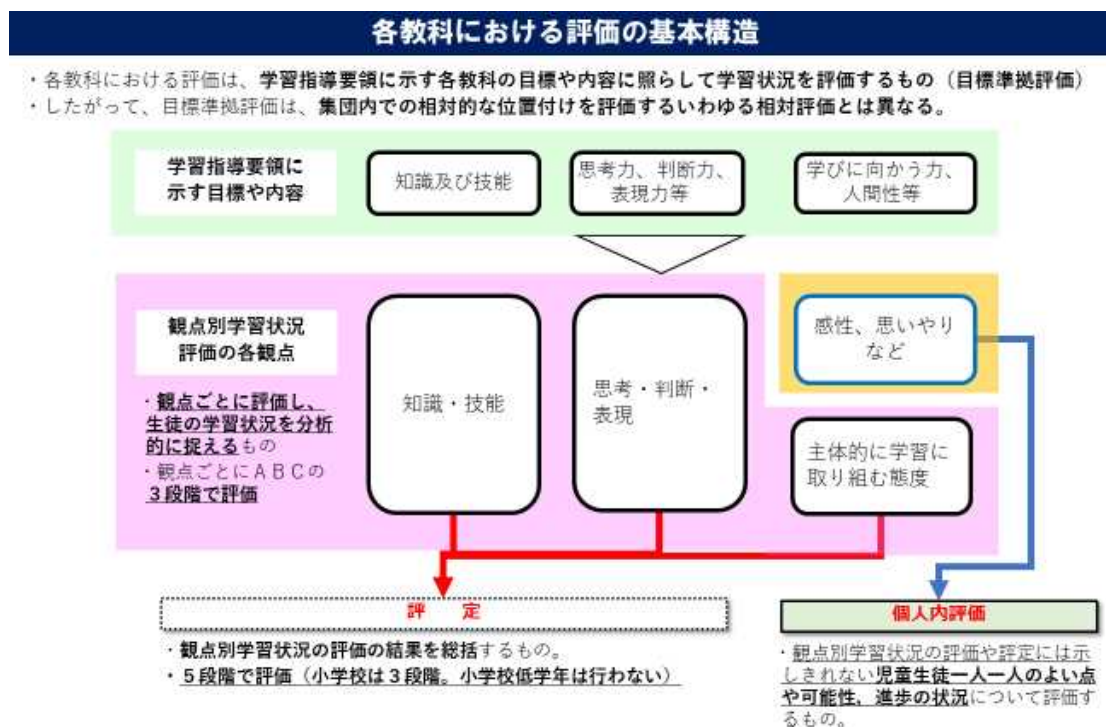 各教科における評価の基本構造
・各教科における評価は、学習指導要領に示す各教科の目標や内容に照らして学習状況を評価するもの（目標準拠評価）
・したがって、目標準拠評価は、集団内での相対的な位置付けを評価するいわゆる相対評価とは異なる。
学習指導要領に
示す目標や内容
知識及び技能
思考力、判断力、
表現力等
学びに向かう力、
人間性等
観点別学習状況
評価の各観点
・観点ごとに評価し、
生徒の学習状況を分析
的に捉えるもの
・観点ごとにＡＢＣの
３段階で評価
知識・技能
思考・判断・
表現
感性、思いやり
など
主体的に学習に
取り組む態度
評　定
・観点別学習状況の評価の結果を総括するもの。
・５段階で評価（小学校は３段階。小学校低学年は行わない）
個人内評価
・観点別学習状況の評価や評定には示
しきれない児童生徒一人一人のよい点
や可能性、進歩の状況について評価す
るもの。